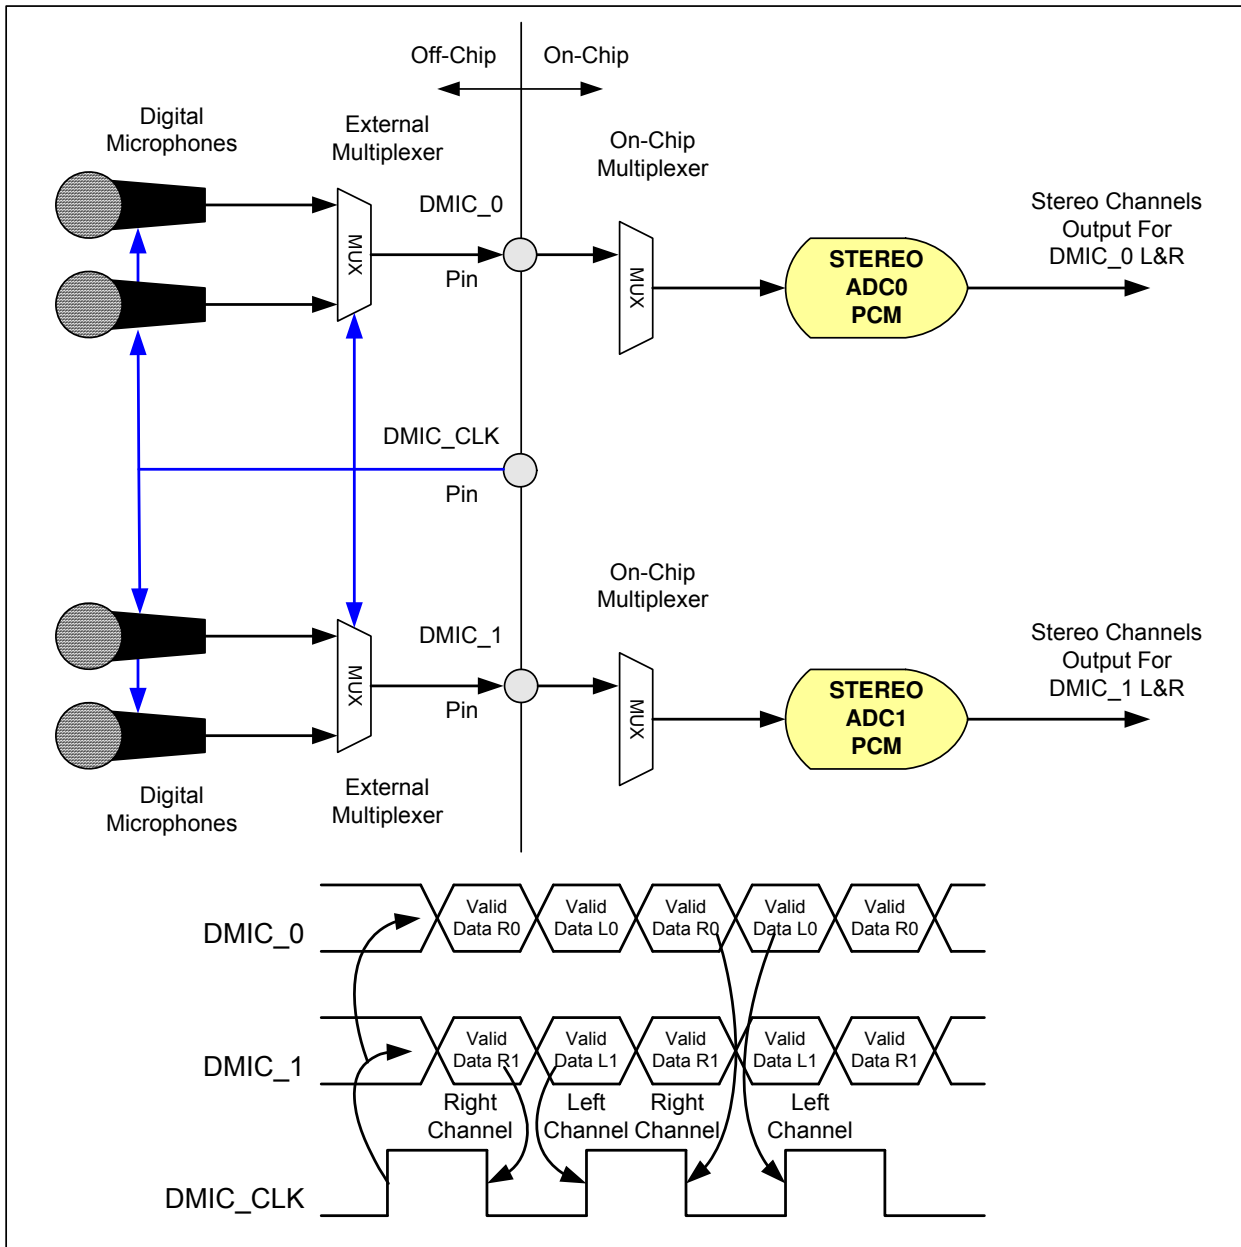 Off-Chip
On-Chip
Digital
Microphones
External
Multiplexer
On-Chip
Multiplexer
DMIC_0
MUX
Pin
MUX
STEREO
ADC0
PCM
Stereo Channels
Output For
DMIC_0 L&R
DMIC_CLK
Pin
On-Chip
Multiplexer
DMIC_1
MUX
Pin
MUX
STEREO
ADC1
PCM
Stereo Channels
Output For
DMIC_1 L&R
Digital
Microphones
External
Multiplexer
DMIC_0
Valid
Data R0
Valid
Data L0
Valid
Data R0
Valid
Data L0
Valid
Data R0
DMIC_1
Valid
Data R1
Valid
Data L1
Valid
Data R1
Valid
Data L1
Valid
Data R1
Right
Channel
Left
Channel
Right
Channel
Left
Channel
DMIC_CLK